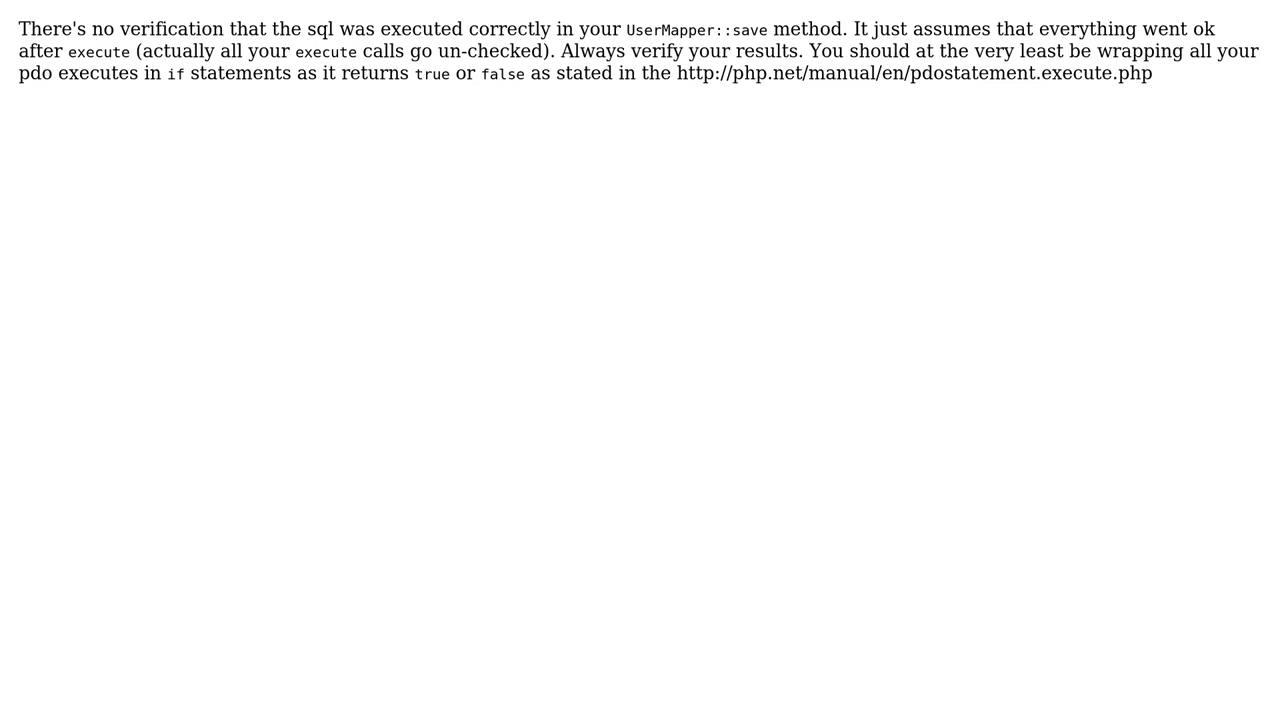 There's no verification that the sql was executed correctly in your UserMapper::save method. It just assumes that everything went ok
after execute (actually all your execute calls go un-checked). Always verify your results. You should at the very least be wrapping all your
pdo executes in if statements as it returns true or false as stated in the http://php.net/manual/en/pdostatement.execute.php